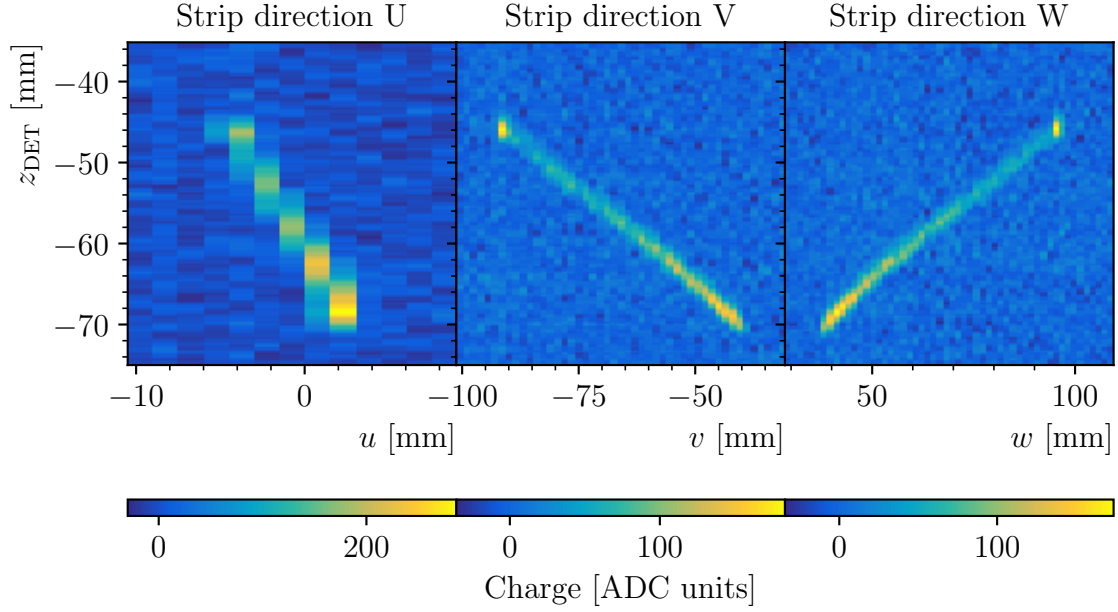 Strip direction U Strip direction V Strip direction W
z_DET [mm]
−40
−50
−60
−70
−10 0 −100 −75 −50 50 100
u [mm] v [mm] w [mm]
0 200 0 100 0 100
Charge [ADC units]